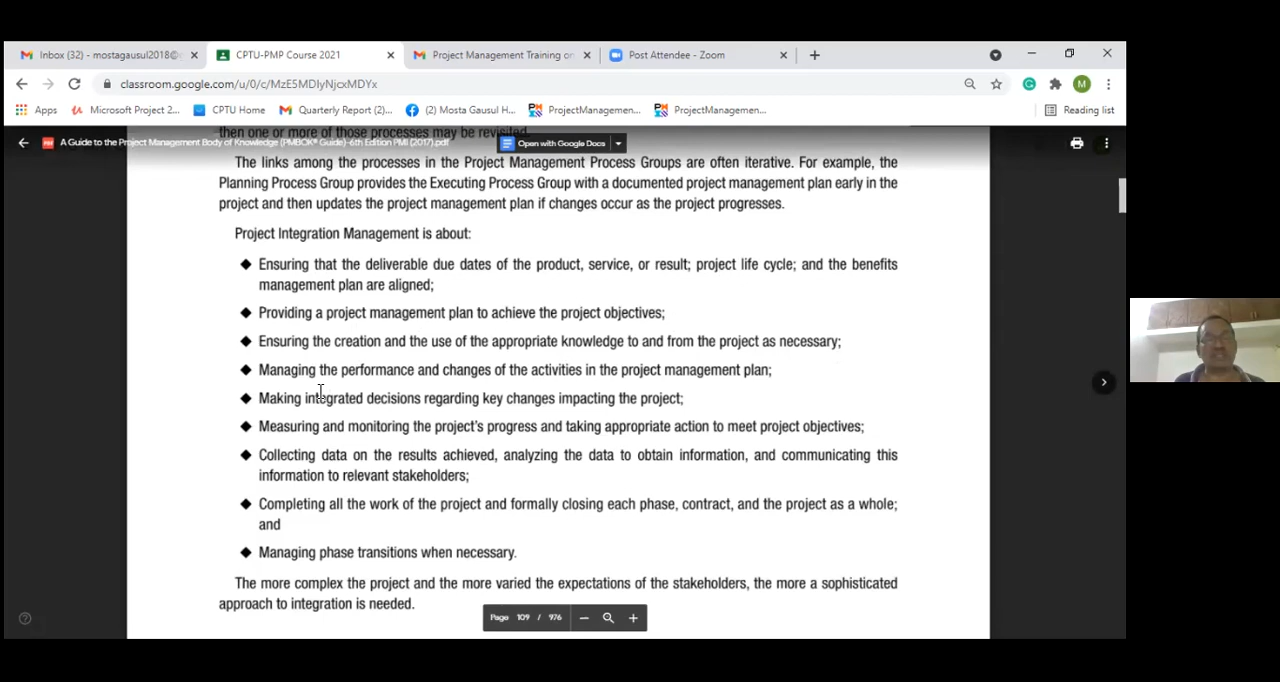 Inbox (32) - mostagausul2018@
CPTU-PMP Course 2021
Project Management Training on
Post Attendee - Zoom
classroom.google.com/u/0/c/MzE5MDIyNjcxMDYx
Apps
Microsoft Project 2...
CPTU Home
Quarterly Report (2)...
(2) Mosta Gausul H...
ProjectManagemen...
ProjectManagemen...
Reading list
then one or more of those processes may be revisited.
A Guide to the Project Management Body of Knowledge (PMBOK® Guide)-6th Edition PMI (2017).pdf
Open with Google Docs
The links among the processes in the Project Management Process Groups are often iterative. For example, the
Planning Process Group provides the Executing Process Group with a documented project management plan early in the
project and then updates the project management plan if changes occur as the project progresses.
Project Integration Management is about:
◆ Ensuring that the deliverable due dates of the product, service, or result; project life cycle; and the benefits
management plan are aligned;
◆ Providing a project management plan to achieve the project objectives;
◆ Ensuring the creation and the use of the appropriate knowledge to and from the project as necessary;
◆ Managing the performance and changes of the activities in the project management plan;
◆ Making integrated decisions regarding key changes impacting the project;
◆ Measuring and monitoring the project's progress and taking appropriate action to meet project objectives;
◆ Collecting data on the results achieved, analyzing the data to obtain information, and communicating this
information to relevant stakeholders;
◆ Completing all the work of the project and formally closing each phase, contract, and the project as a whole;
and
◆ Managing phase transitions when necessary.
The more complex the project and the more varied the expectations of the stakeholders, the more a sophisticated
approach to integration is needed.
Page 109 / 976